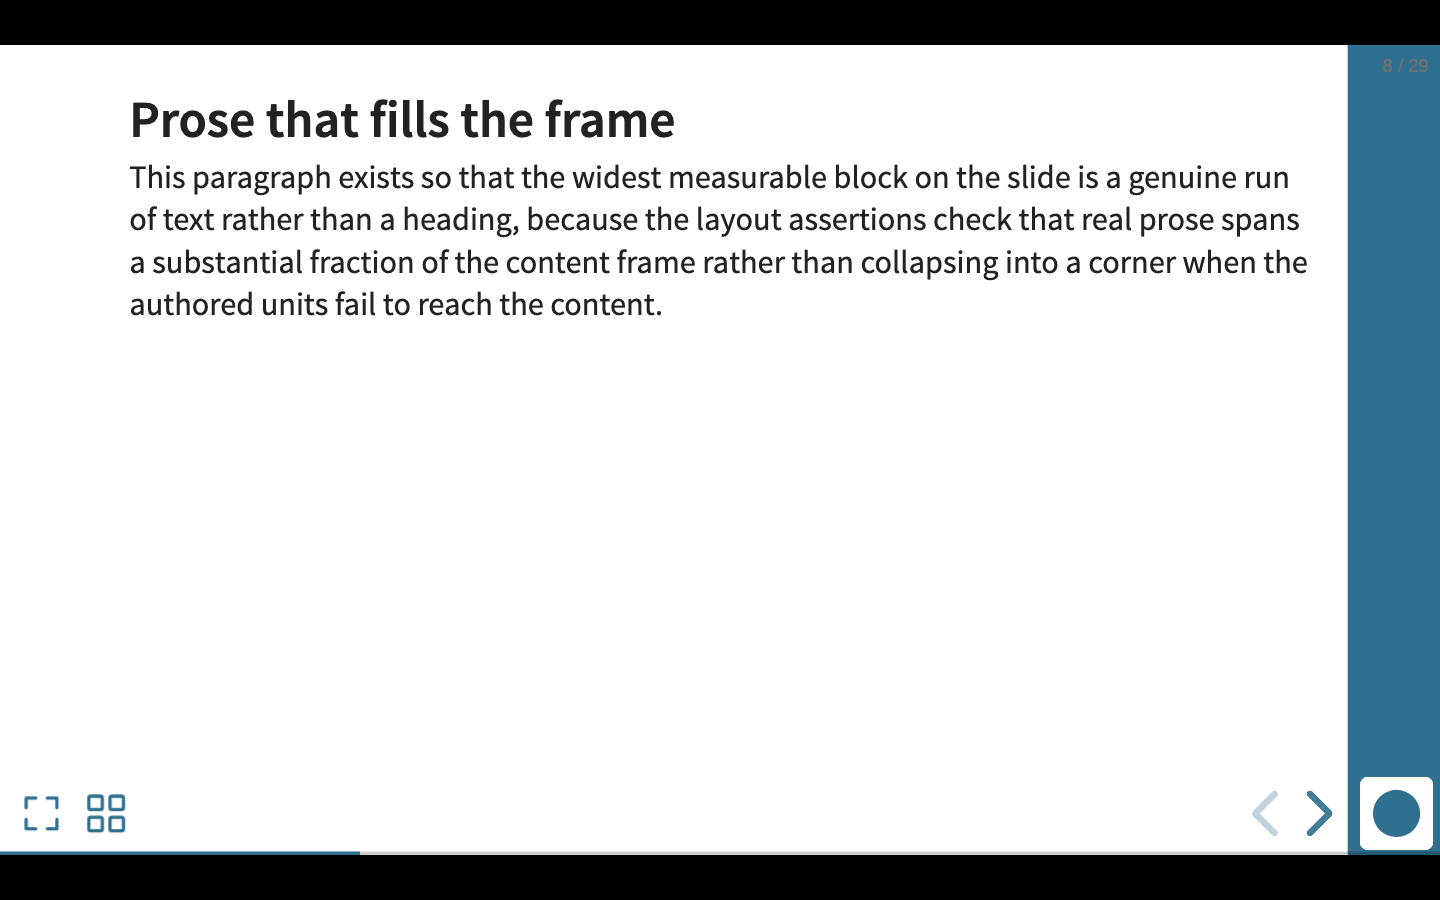 8 / 29
Prose that fills the frame
This paragraph exists so that the widest measurable block on the slide is a genuine run
of text rather than a heading, because the layout assertions check that real prose spans
a substantial fraction of the content frame rather than collapsing into a corner when the
authored units fail to reach the content.